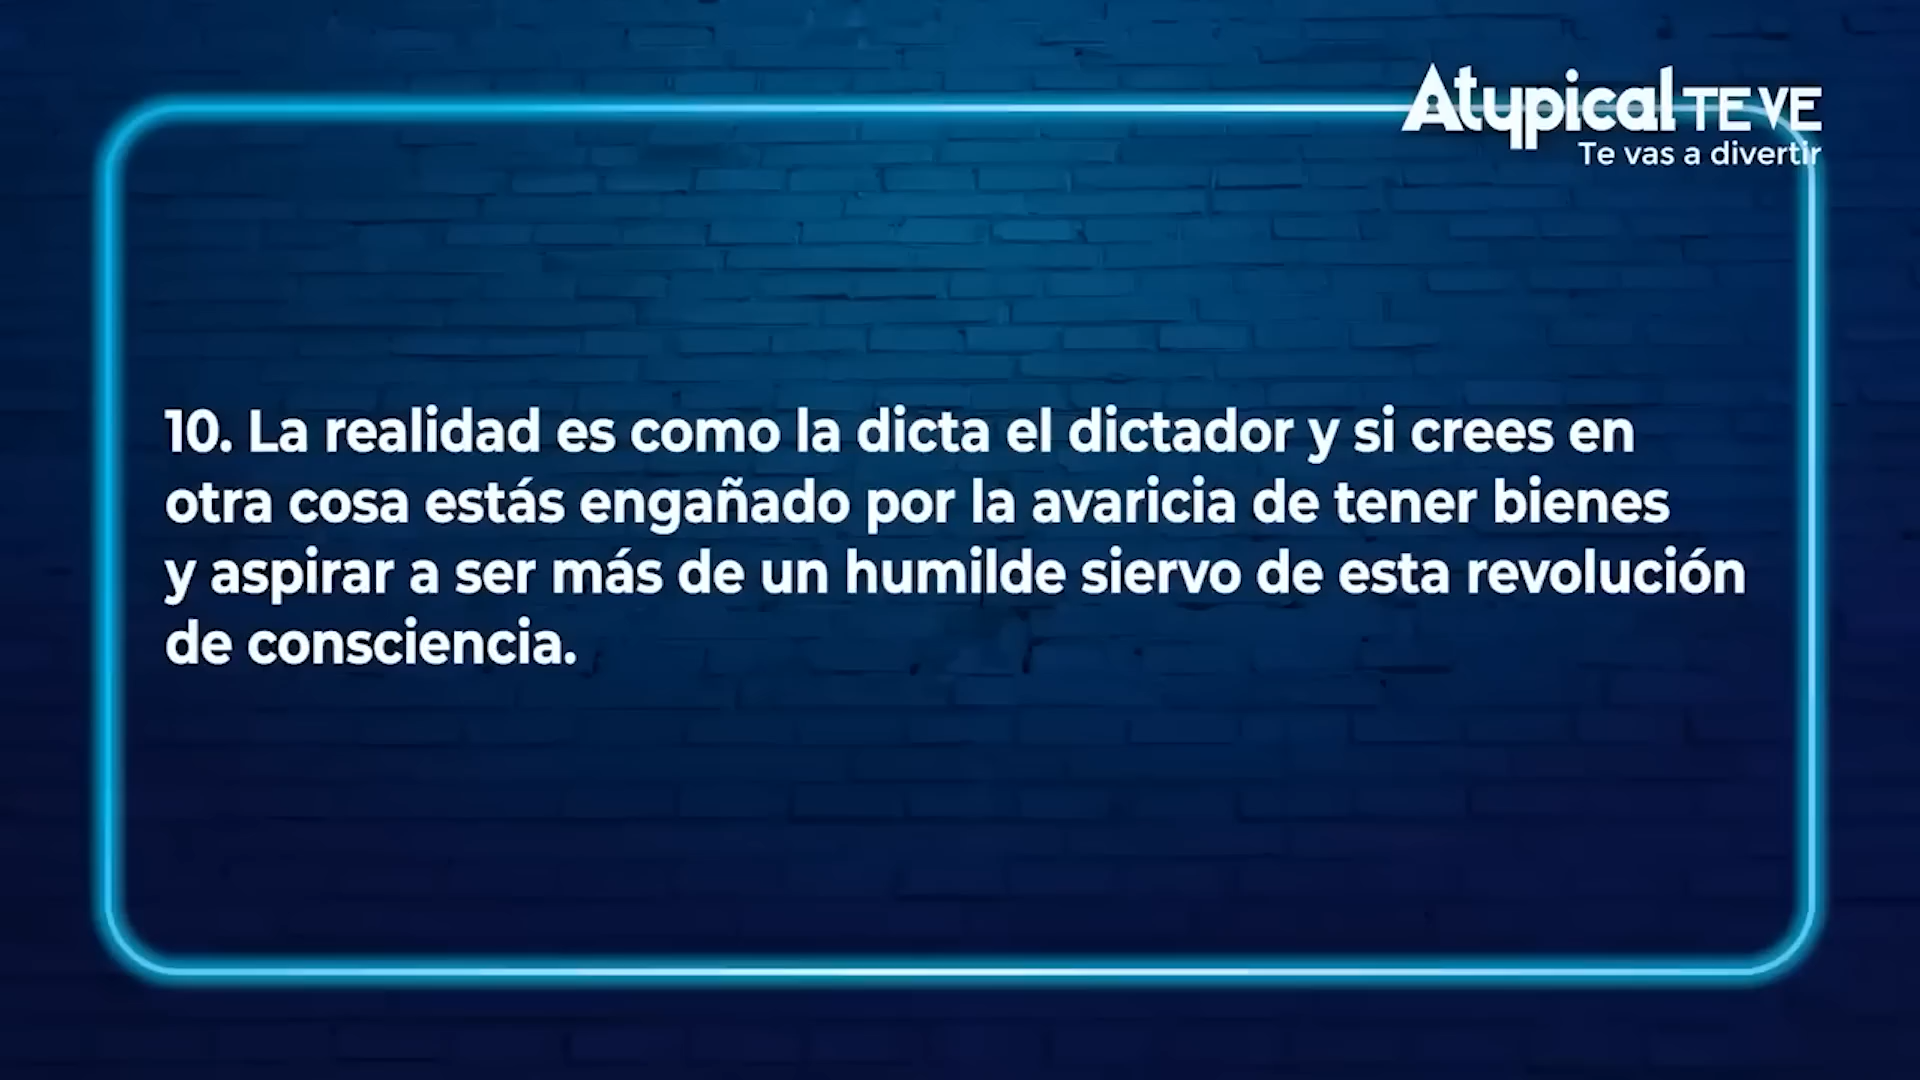 Atypical TE VE
Te vas a divertir
10. La realidad es como la dicta el dictador y si crees en
otra cosa estás engañado por la avaricia de tener bienes
y aspirar a ser más de un humilde siervo de esta revolución
de consciencia.